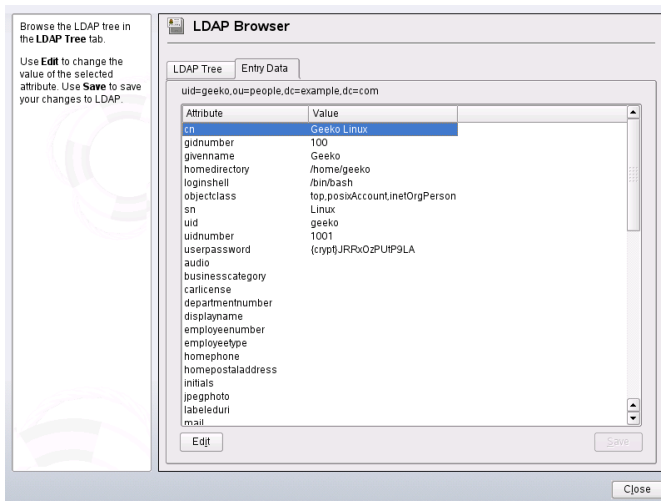 Browse the LDAP tree in
the LDAP Tree tab.
Use Edit to change the
value of the selected
attribute. Use Save to save
your changes to LDAP.
LDAP Browser
LDAP Tree Entry Data
uid=geeko,ou=people,dc=example,dc=com
Attribute Value
cn Geeko Linux
gidnumber 100
givenname Geeko
homedirectory /home/geeko
loginshell /bin/bash
objectclass top,posixAccount,inetOrgPerson
sn Linux
uid geeko
uidnumber 1001
userpassword {crypt}JRRxOzPUtP9LA
audio
businesscategory
carlicense
departmentnumber
displayname
employeenumber
employeetype
homephone
homepostaladdress
initials
jpegphoto
labeleduri
mail
Edit Save
Close